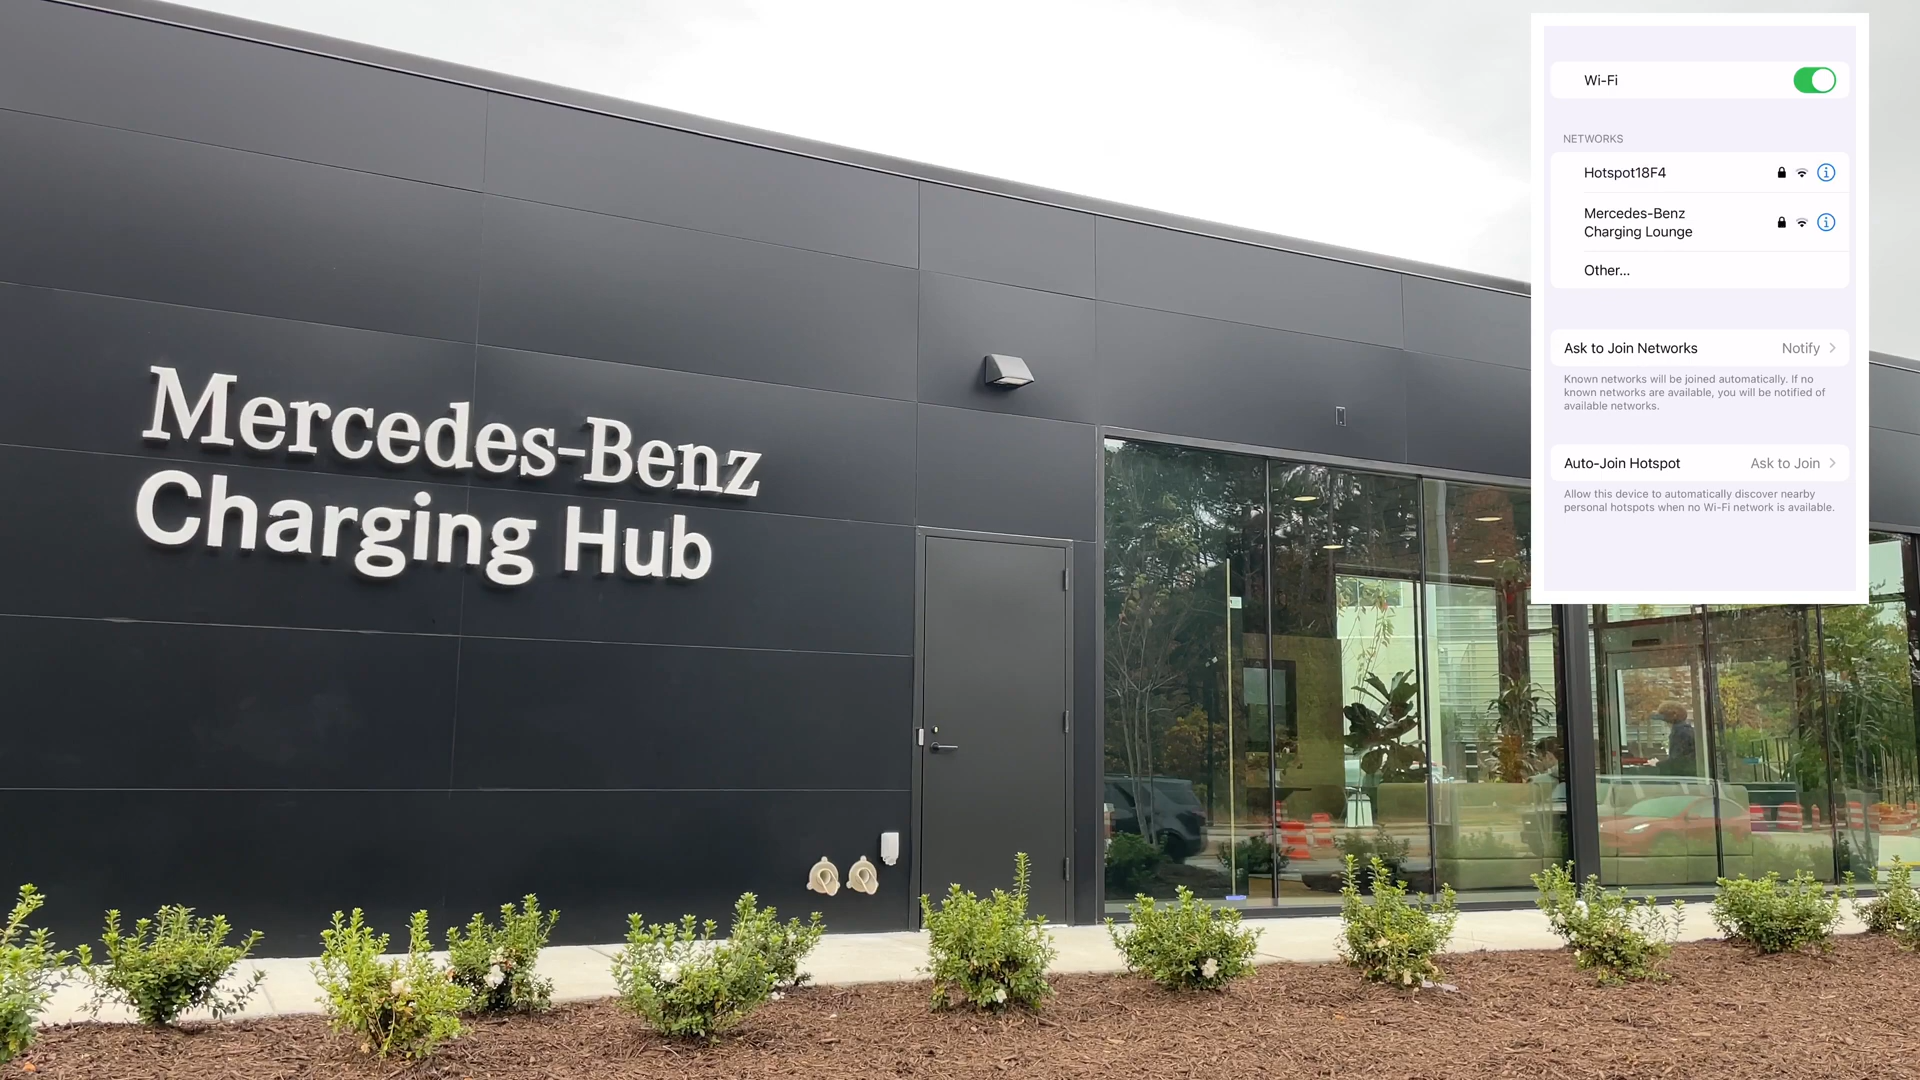 Mercedes-Benz
Charging Hub
Wi-Fi
NETWORKS
Hotspot18F4
Mercedes-Benz
Charging Lounge
Other...
Ask to Join Networks Notify
Known networks will be joined automatically. If no
known networks are available, you will be notified of
available networks.
Auto-Join Hotspot Ask to Join
Allow this device to automatically discover nearby
personal hotspots when no Wi-Fi network is available.